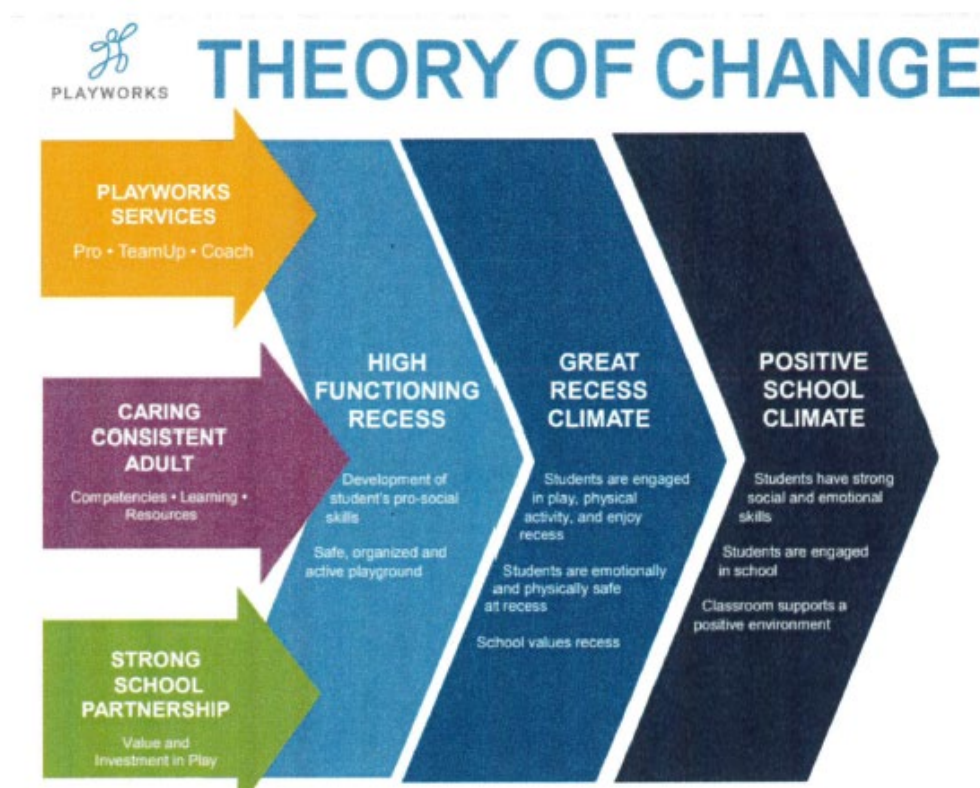 PLAYWORKS
THEORY OF CHANGE
PLAYWORKS
SERVICES
Pro • TeamUp • Coach
CARING
CONSISTENT
ADULT
Competencies • Learning •
Resources
STRONG
SCHOOL
PARTNERSHIP
Value and
Investment in Play
HIGH
FUNCTIONING
RECESS
Development of
student's pro-social
skills
Safe, organized and
active playground
GREAT
RECESS
CLIMATE
Students are engaged
in play, physical
activity, and enjoy
recess
Students are emotionally
and physically safe
at recess
School values recess
POSITIVE
SCHOOL
CLIMATE
Students have strong
social and emotional
skills
Students are engaged
in school
Classroom supports a
positive environment